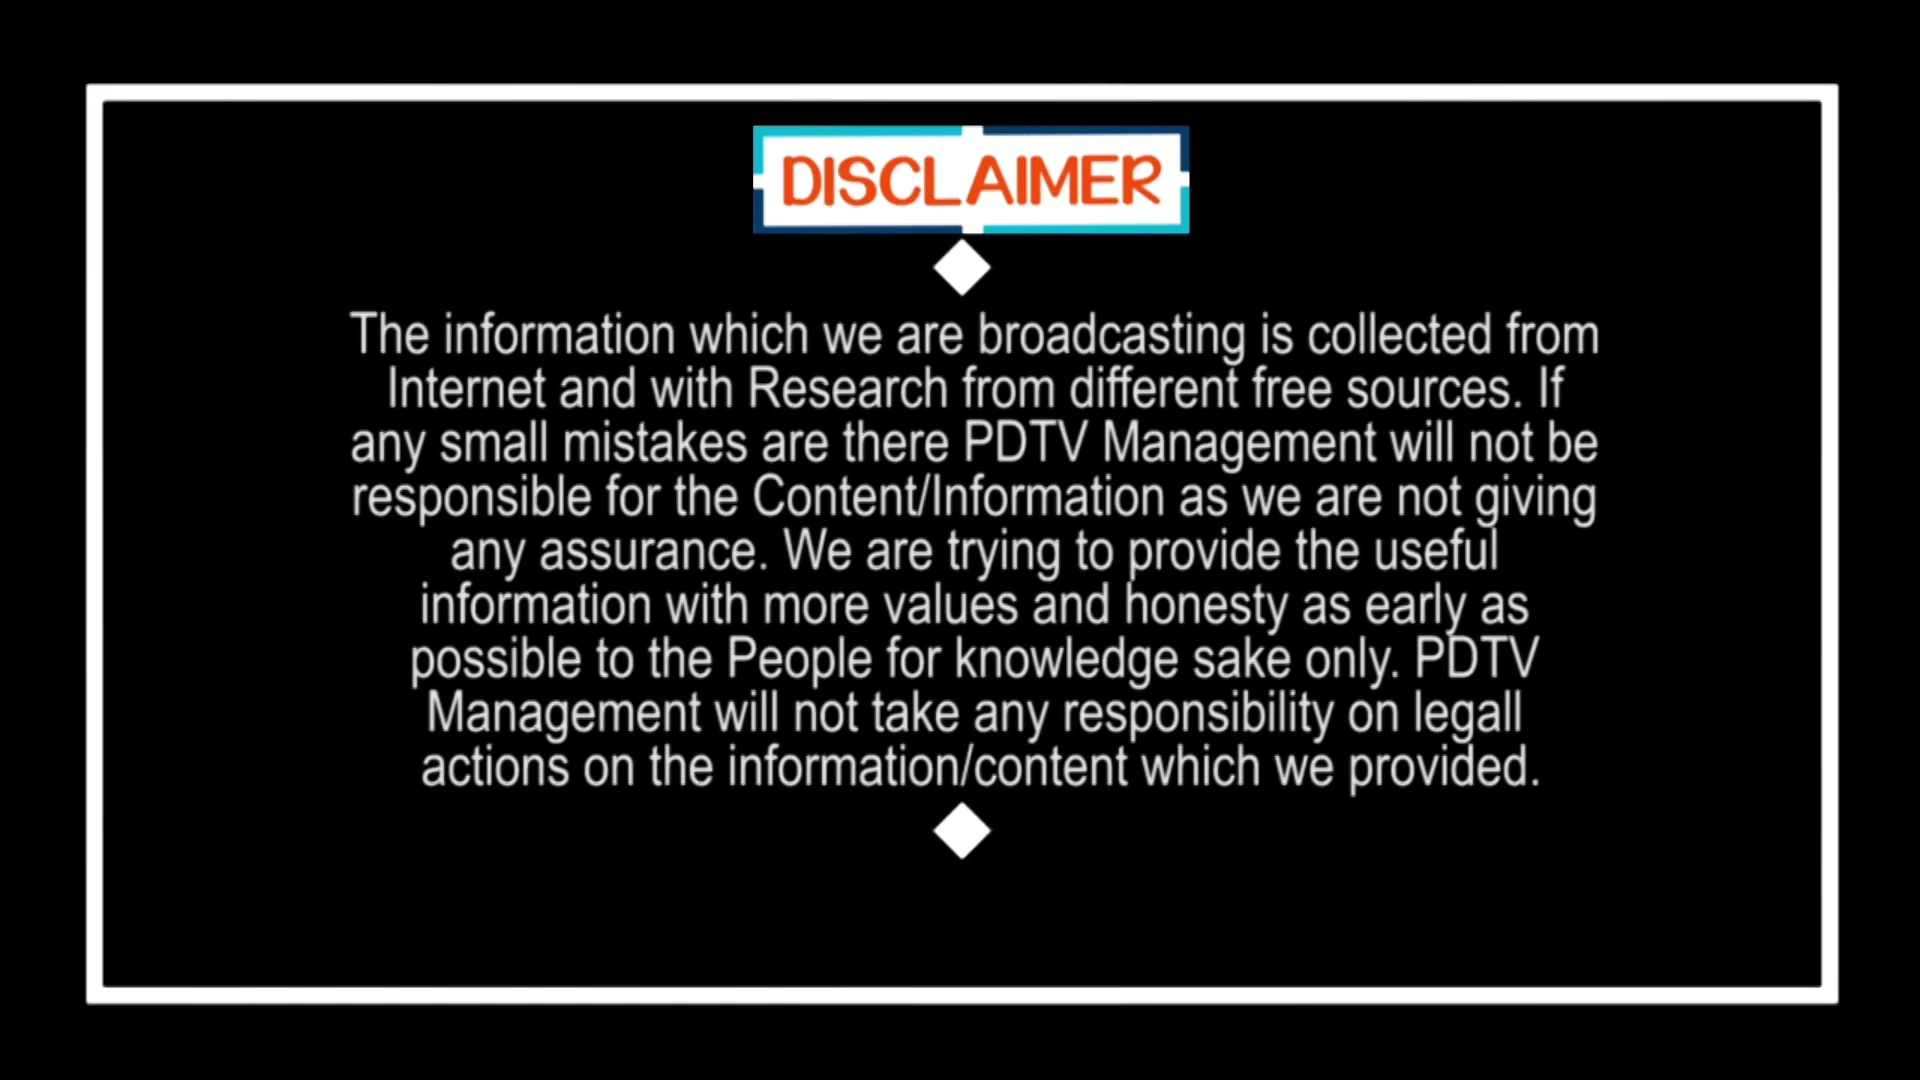 DISCLAIMER
The information which we are broadcasting is collected from
Internet and with Research from different free sources. If
any small mistakes are there PDTV Management will not be
responsible for the Content/Information as we are not giving
any assurance. We are trying to provide the useful
information with more values and honesty as early as
possible to the People for knowledge sake only. PDTV
Management will not take any responsibility on legall
actions on the information/content which we provided.